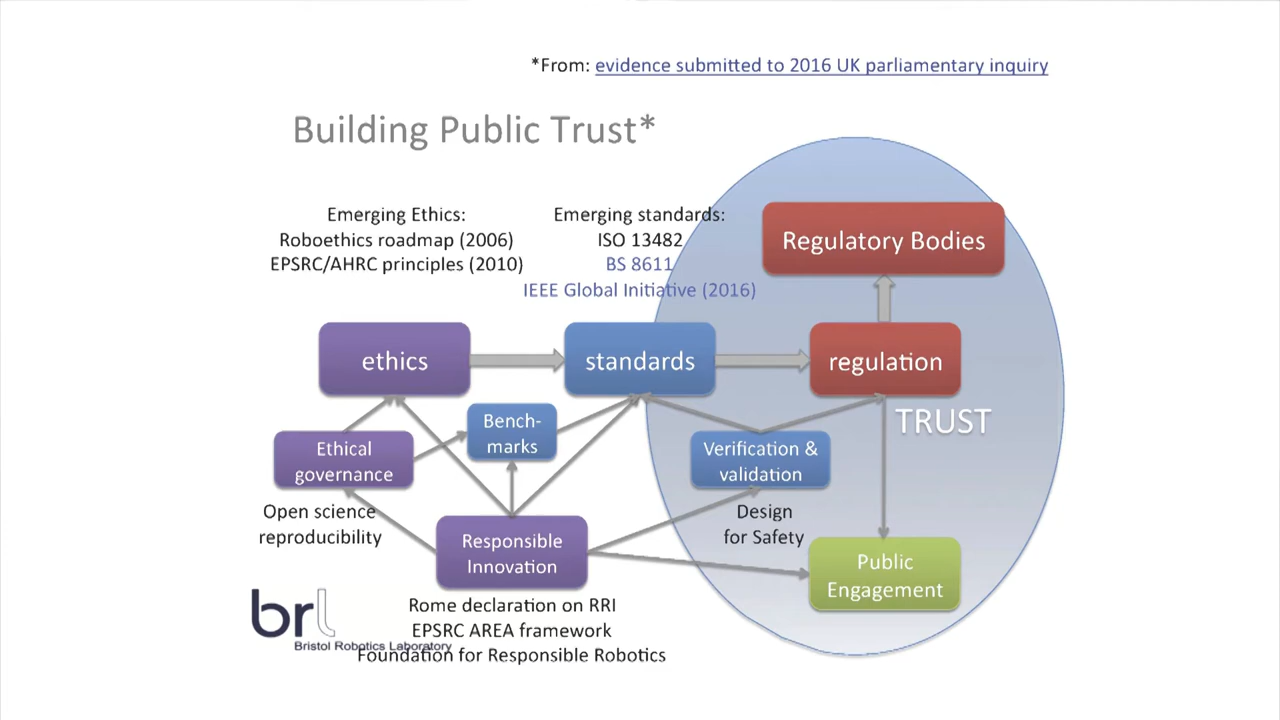 *From: evidence submitted to 2016 UK parliamentary inquiry
Building Public Trust*
Emerging Ethics:
Roboethics roadmap (2006)
EPSRC/AHRC principles (2010)
Emerging standards:
ISO 13482
BS 8611
IEEE Global Initiative (2016)
Regulatory Bodies
ethics
standards
regulation
TRUST
Bench-
marks
Ethical
governance
Verification &
validation
Open science
reproducibility
Design
for Safety
Responsible
Innovation
Public
Engagement
brl
Bristol Robotics Laboratory
Rome declaration on RRI
EPSRC AREA framework
Foundation for Responsible Robotics